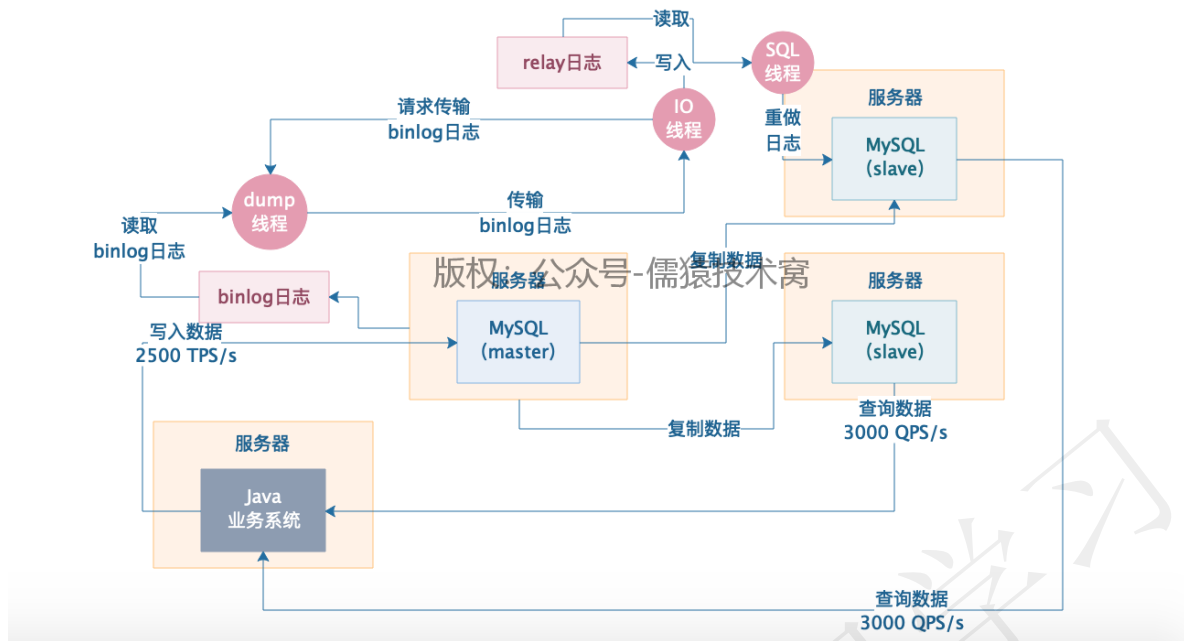 读取
relay日志
写入
SQL
线程
服务器
请求传输
binlog日志
IO
线程
重做
日志
MySQL
(slave)
dump
线程
传输
binlog日志
读取
binlog日志
复制数据
版权：公众号-儒猿技术窝
服务器
服务器
binlog日志
MySQL
(master)
MySQL
(slave)
写入数据
2500 TPS/s
查询数据
3000 QPS/s
复制数据
服务器
Java
业务系统
学习
查询数据
3000 QPS/s